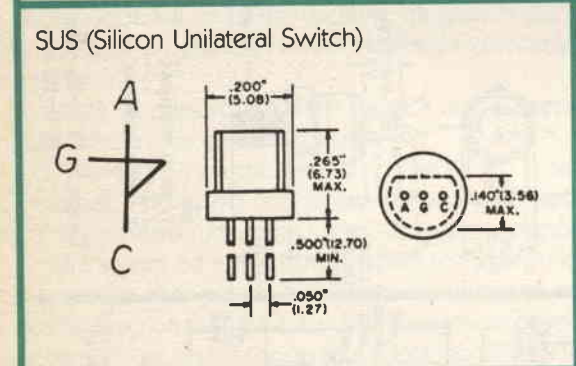 SUS (Silicon Unilateral Switch)
A
G
C
.200"
(5.08)
.265"
(6.73)
MAX.
.500"(12.70)
MIN.
.050"
(1.27)
A G C
.140"(3.56)
MAX.